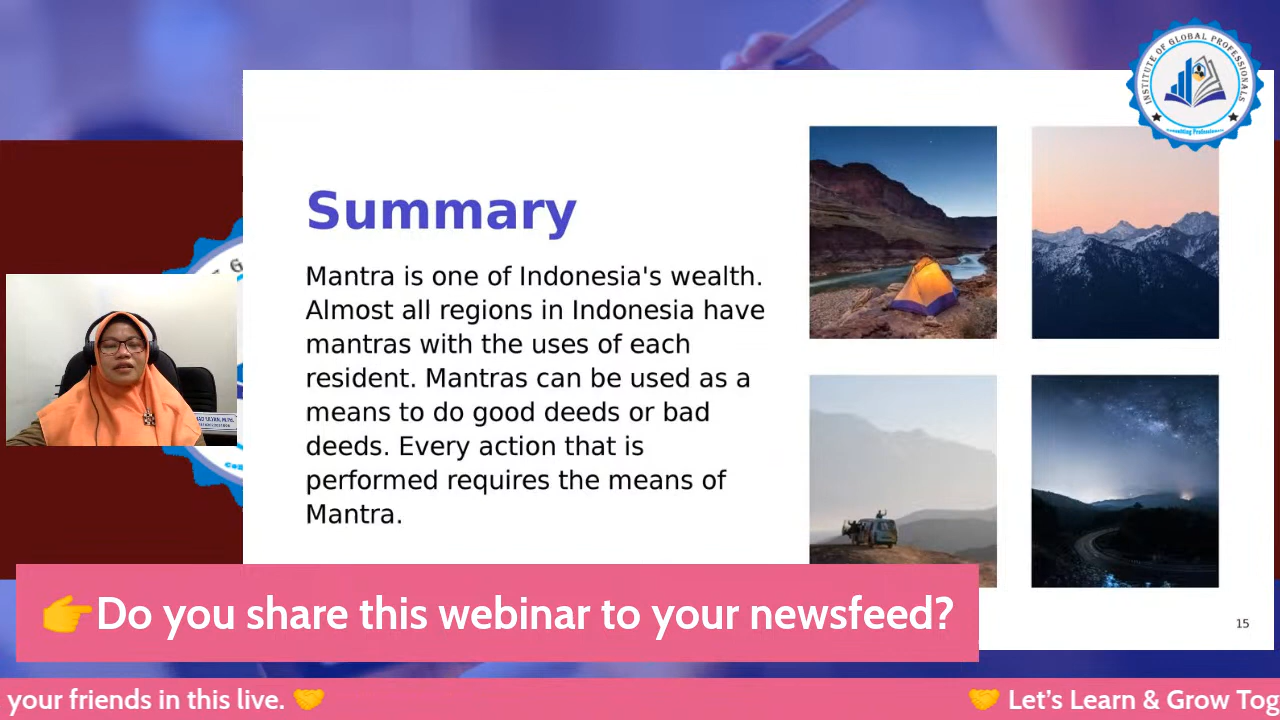 INSTITUTE OF GLOBAL PROFESSIONALS
Consulting Professionals
Summary
Mantra is one of Indonesia's wealth.
Almost all regions in Indonesia have
mantras with the uses of each
resident. Mantras can be used as a
means to do good deeds or bad
deeds. Every action that is
performed requires the means of
Mantra.
15
👉Do you share this webinar to your newsfeed?
your friends in this live. 🤝
🤝 Let's Learn & Grow Tog